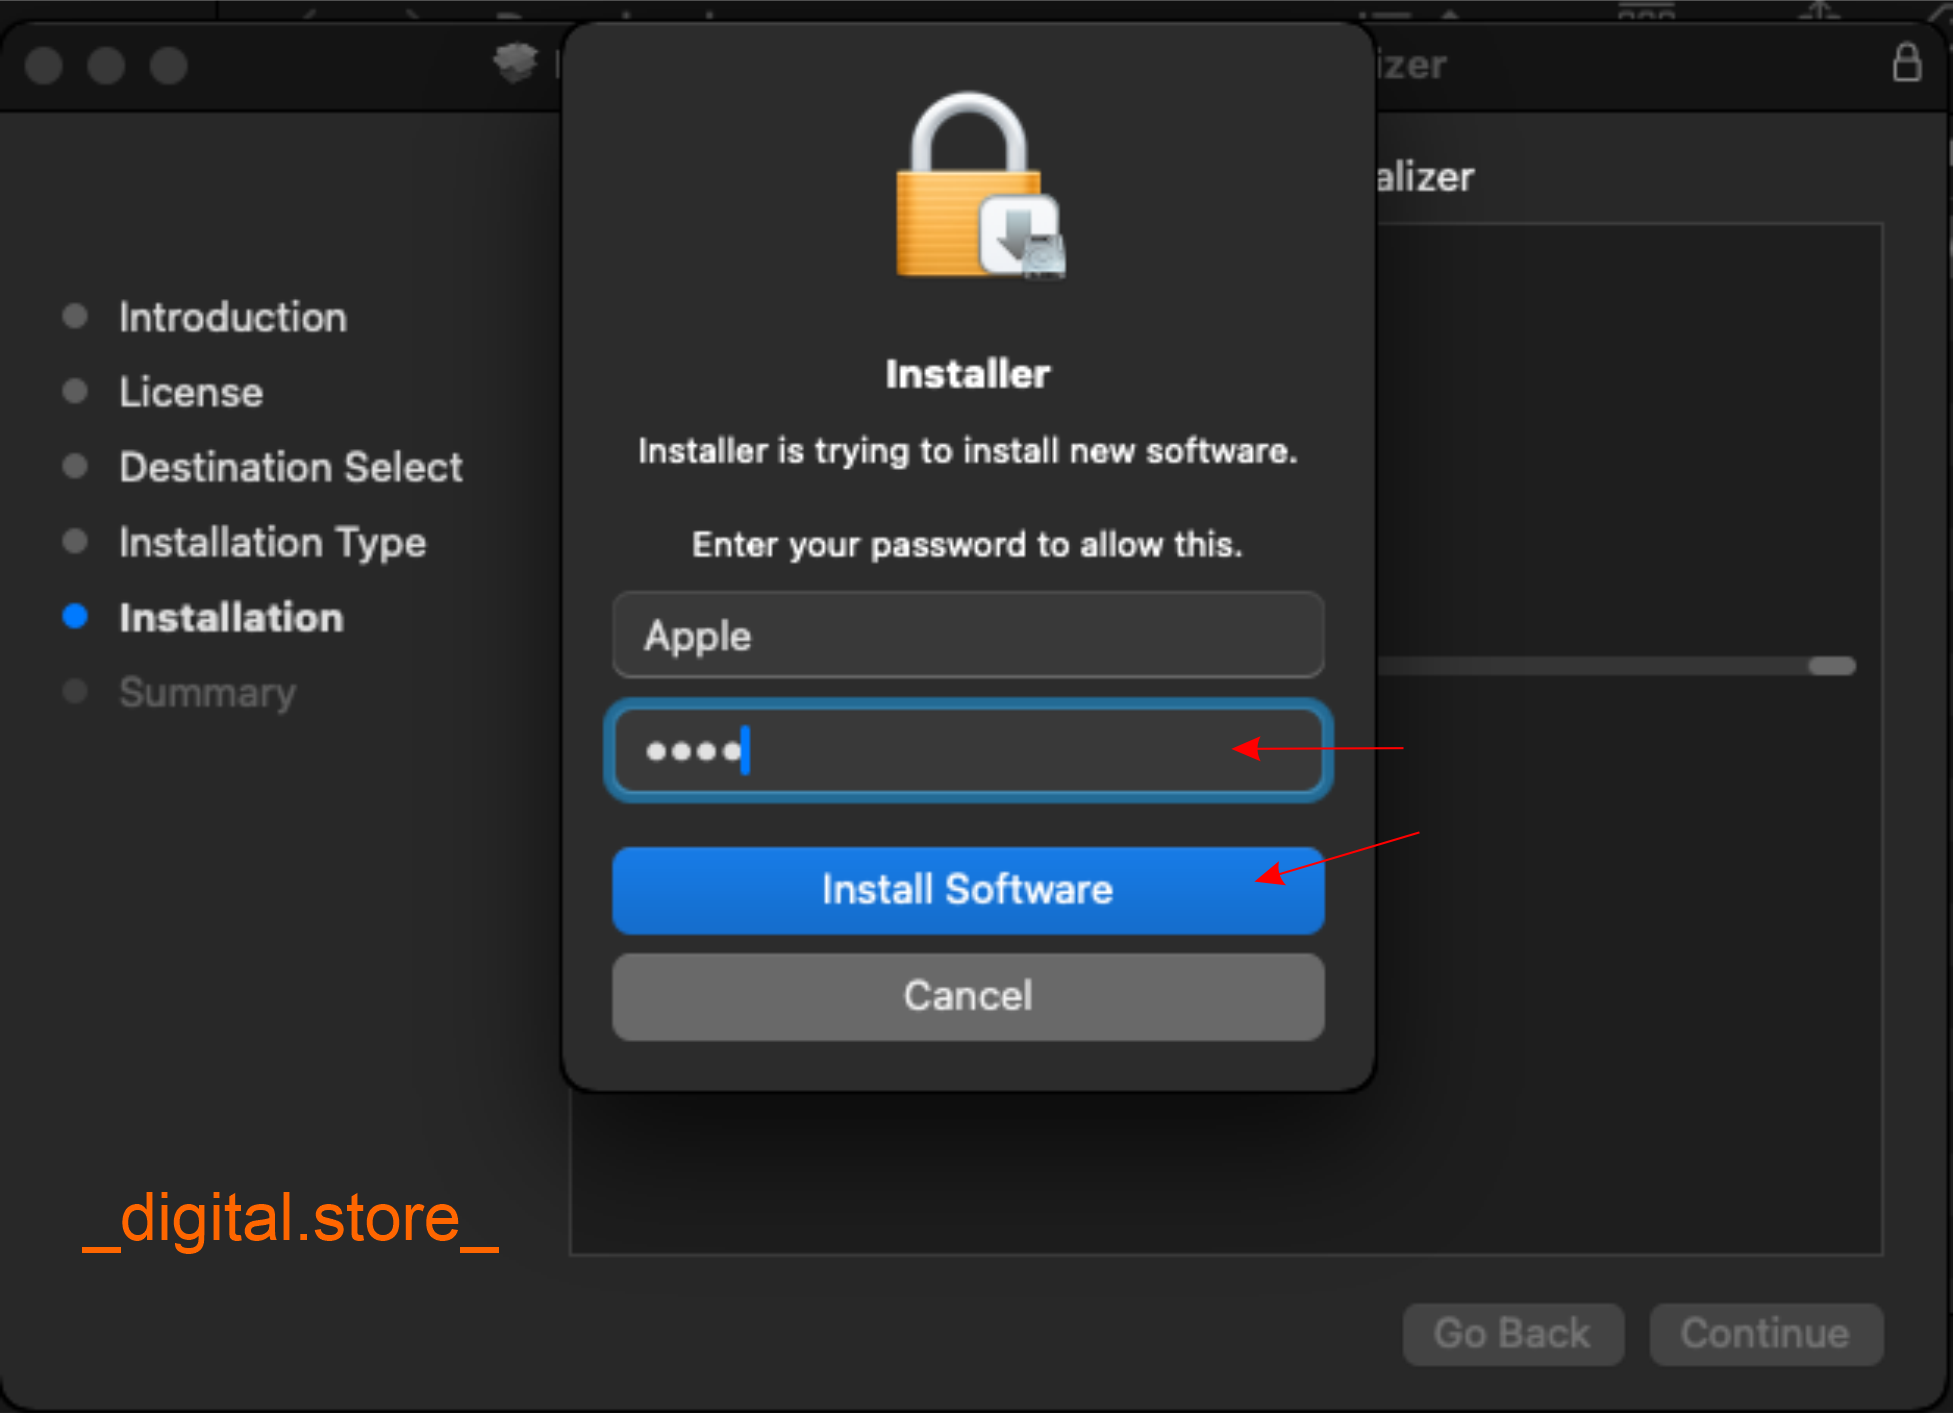 izer
alizer
Introduction
License
Destination Select
Installation Type
Installation
Summary
Installer
Installer is trying to install new software.
Enter your password to allow this.
Apple
Install Software
Cancel
_digital.store_
Go Back
Continue